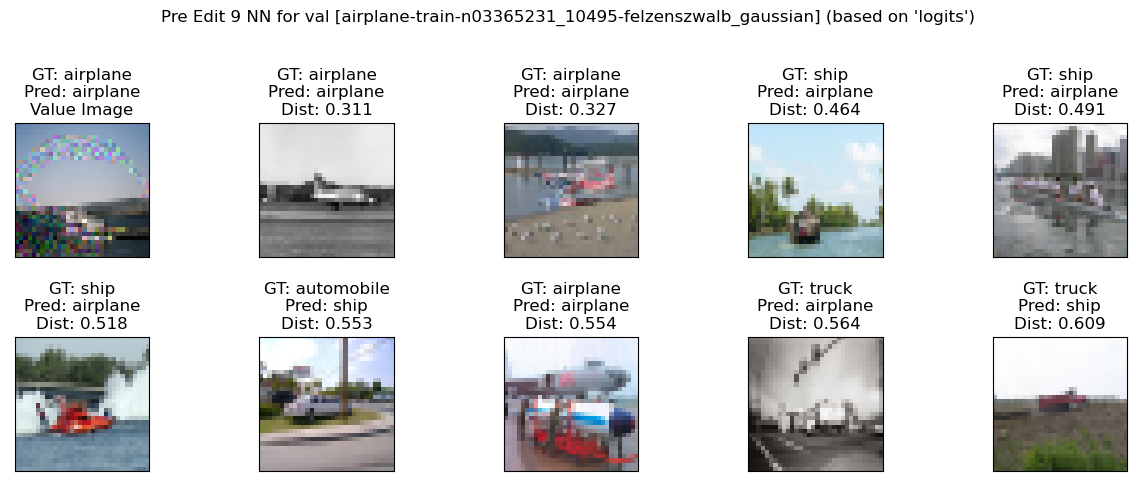 Pre Edit 9 NN for val [airplane-train-n03365231_10495-felzenszwalb_gaussian] (based on 'logits')
GT: airplane
Pred: airplane
Value Image
GT: airplane
Pred: airplane
Dist: 0.311
GT: airplane
Pred: airplane
Dist: 0.327
GT: ship
Pred: airplane
Dist: 0.464
GT: ship
Pred: airplane
Dist: 0.491
GT: ship
Pred: airplane
Dist: 0.518
GT: automobile
Pred: ship
Dist: 0.553
GT: airplane
Pred: airplane
Dist: 0.554
GT: truck
Pred: airplane
Dist: 0.564
GT: truck
Pred: ship
Dist: 0.609